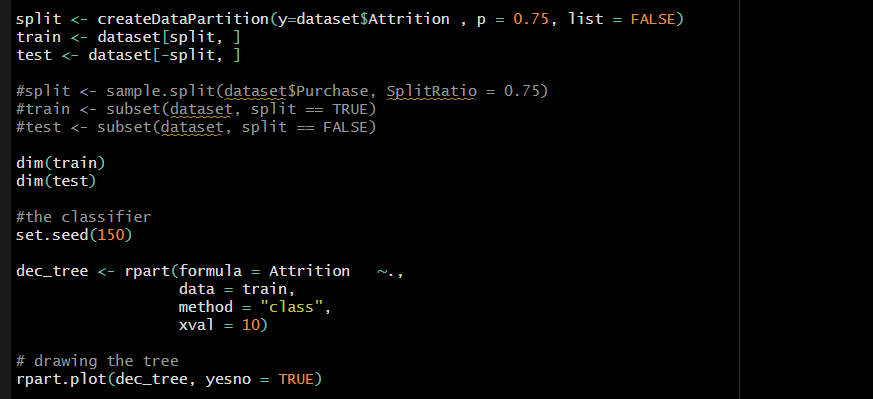 split <- createDataPartition(y=dataset$Attrition , p = 0.75, list = FALSE)
train <- dataset[split, ]
test <- dataset[-split, ]
#split <- sample.split(dataset$Purchase, SplitRatio = 0.75)
#train <- subset(dataset, split == TRUE)
#test <- subset(dataset, split == FALSE)
dim(train)
dim(test)
#the classifier
set.seed(150)
dec_tree <- rpart(formula = Attrition   ~.,
                  data = train,
                  method = "class",
                  xval = 10)
# drawing the tree
rpart.plot(dec_tree, yesno = TRUE)